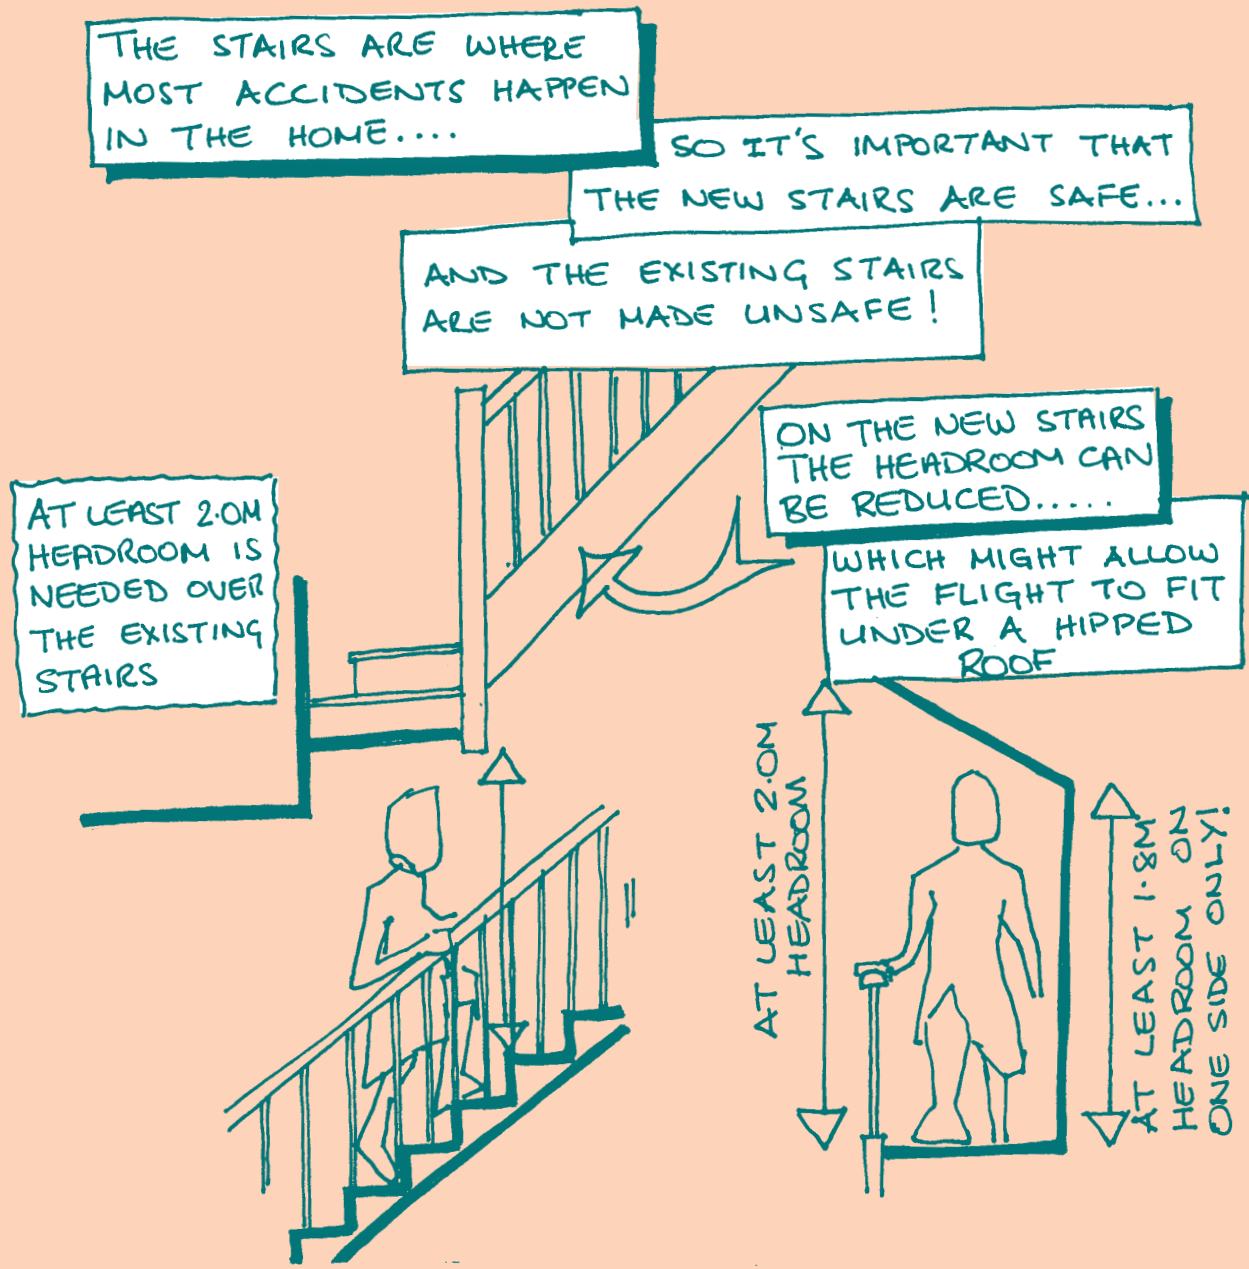 THE STAIRS ARE WHERE
MOST ACCIDENTS HAPPEN
IN THE HOME....
SO IT'S IMPORTANT THAT
THE NEW STAIRS ARE SAFE...
AND THE EXISTING STAIRS
ARE NOT MADE UNSAFE!
ON THE NEW STAIRS
THE HEADROOM CAN
BE REDUCED.....
WHICH MIGHT ALLOW
THE FLIGHT TO FIT
UNDER A HIPPED
ROOF
AT LEAST 2.0M
HEADROOM IS
NEEDED OVER
THE EXISTING
STAIRS
AT LEAST 2.0M
HEADROOM
AT LEAST 1.8M
HEADROOM ON
ONE SIDE ONLY!